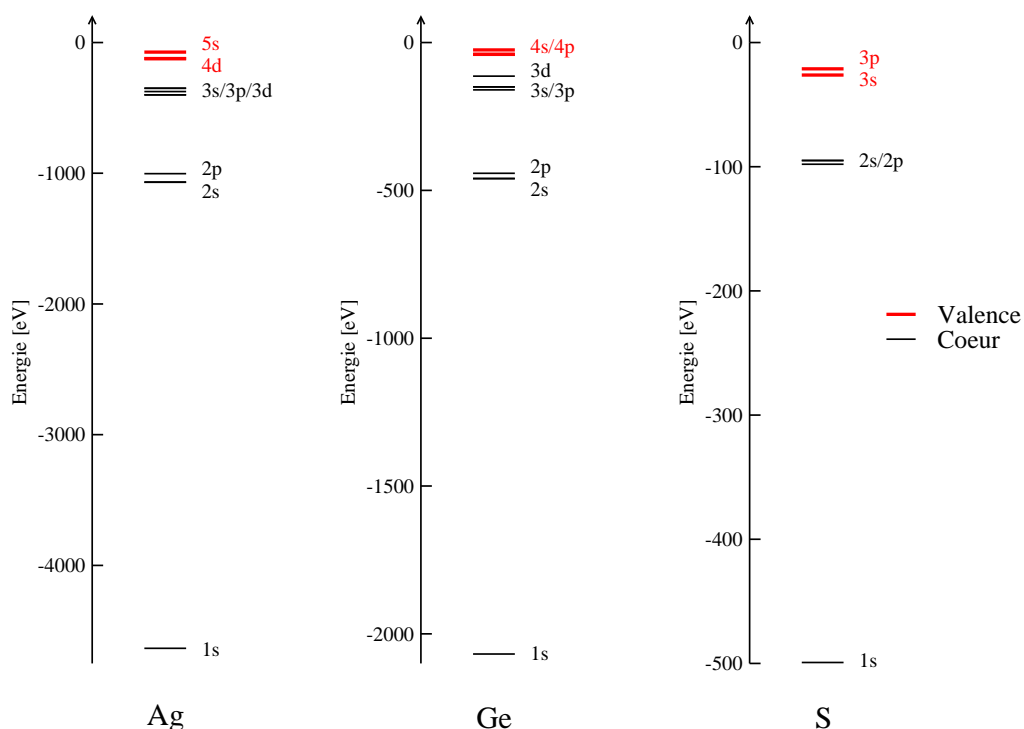 0
-1000
-2000
-3000
-4000
Energie [eV]
5s
4d
3s/3p/3d
2p
2s
1s
Ag
0
-500
-1000
-1500
-2000
Energie [eV]
4s/4p
3d
3s/3p
2p
2s
1s
Ge
0
-100
-200
-300
-400
-500
Energie [eV]
3p
3s
2s/2p
1s
S
Valence
Coeur